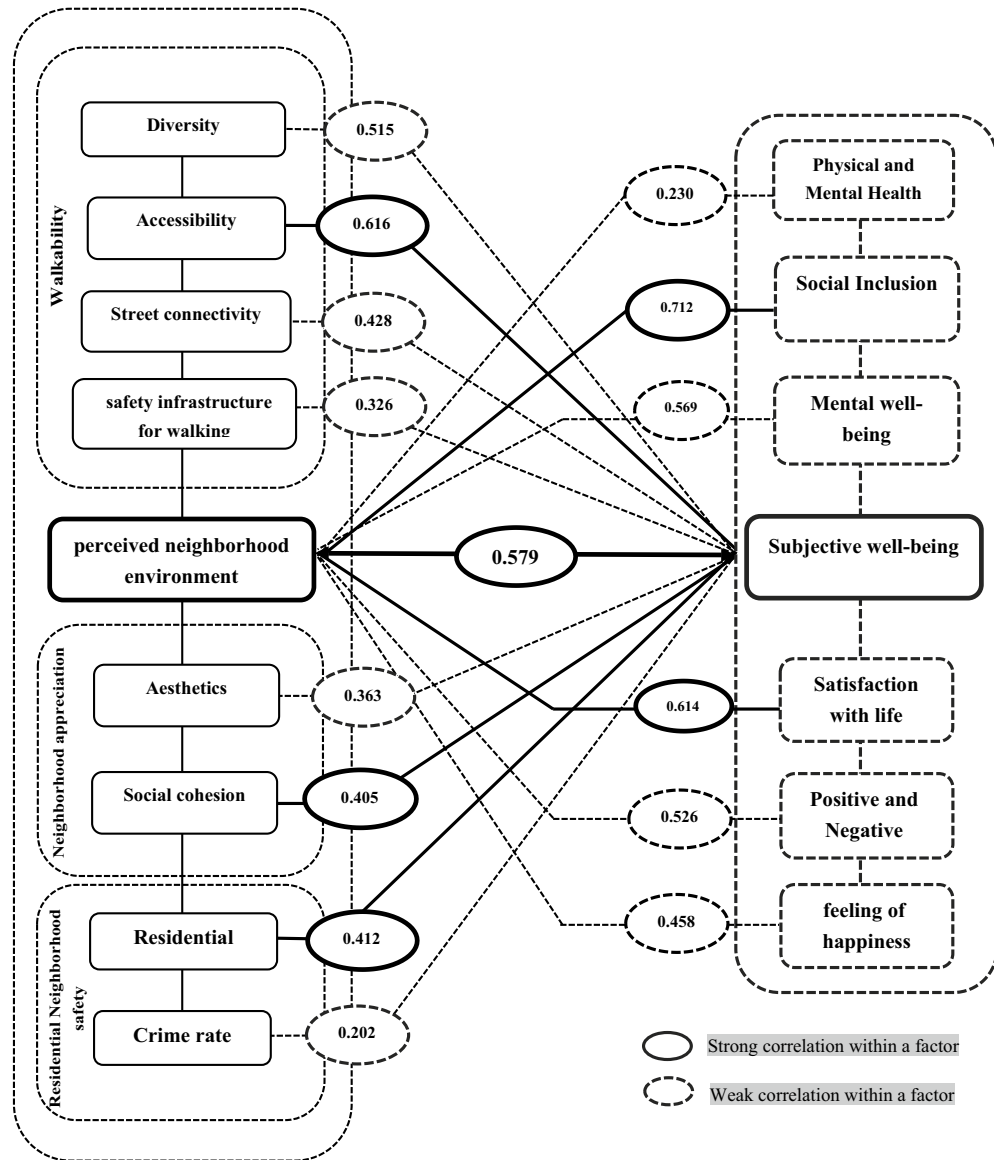 Walkability
Diversity
0.515
Accessibility
0.616
Street connectivity
0.428
safety infrastructure
for walking
0.326
perceived neighborhood
environment
0.579
Neighborhood appreciation
Aesthetics
0.363
Social cohesion
0.405
Residential Neighborhood
safety
Residential
0.412
Crime rate
0.202
0.230
Physical and
Mental Health
0.712
Social Inclusion
0.569
Mental well-
being
Subjective well-being
0.614
Satisfaction
with life
0.526
Positive and
Negative
0.458
feeling of
happiness
Strong correlation within a factor
Weak correlation within a factor